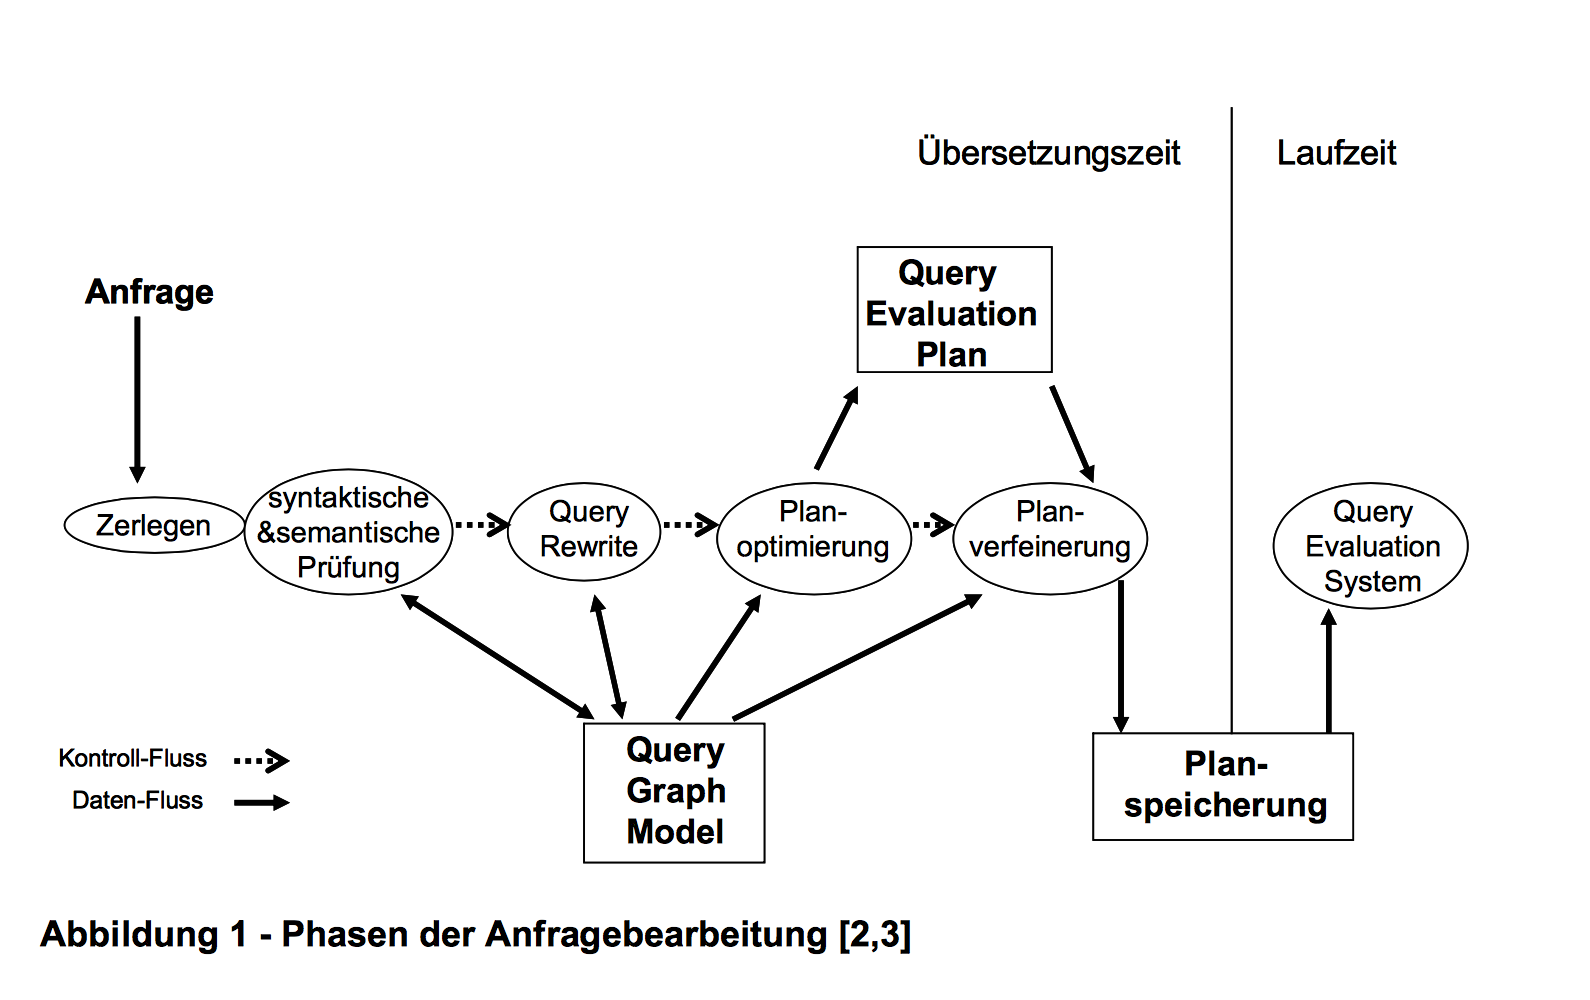 Übersetzungszeit
Laufzeit
Anfrage
Query
Evaluation
Plan
Zerlegen
syntaktische
&semantische
Prüfung
Query
Rewrite
Plan-
optimierung
Plan-
verfeinerung
Query
Evaluation
System
Kontroll-Fluss
Daten-Fluss
Query
Graph
Model
Plan-
speicherung
Abbildung 1 - Phasen der Anfragebearbeitung [2,3]